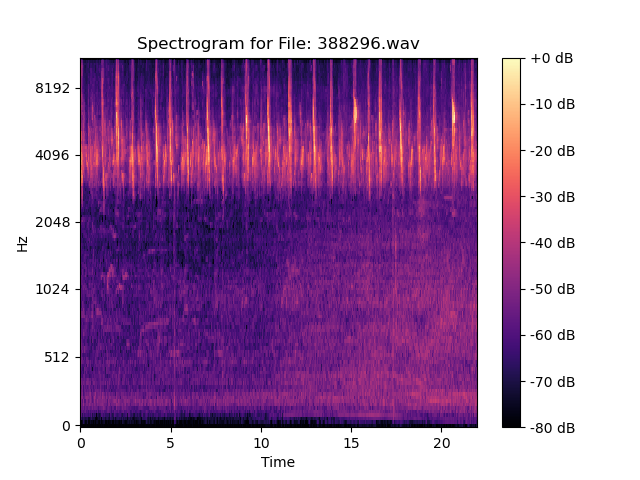 Spectrogram for File: 388296.wav
Hz
8192
4096
2048
1024
512
0
0 5 10 15 20
Time
+0 dB
-10 dB
-20 dB
-30 dB
-40 dB
-50 dB
-60 dB
-70 dB
-80 dB